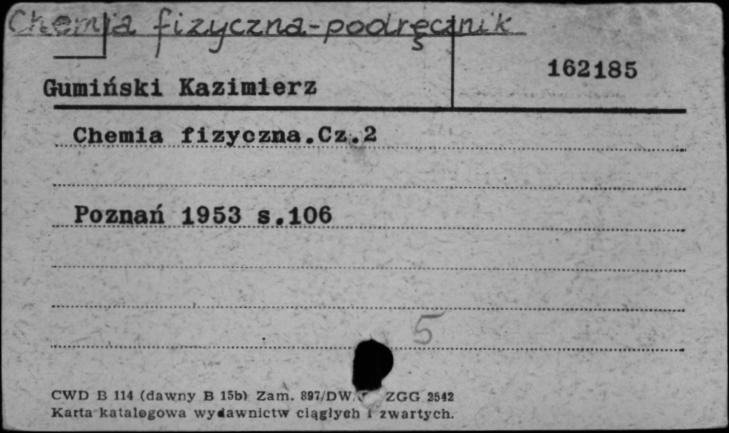 Chemia fizyczna-podręcznik
162185
Gumiński Kazimierz
Chemia fizyczna.Cz.2
Poznań 1953 s.106
5
CWD B 114 (dawny B 15b) Zam. 897/DW ZGG 2542
Karta katalogowa wydawnictw ciągłych i zwartych.